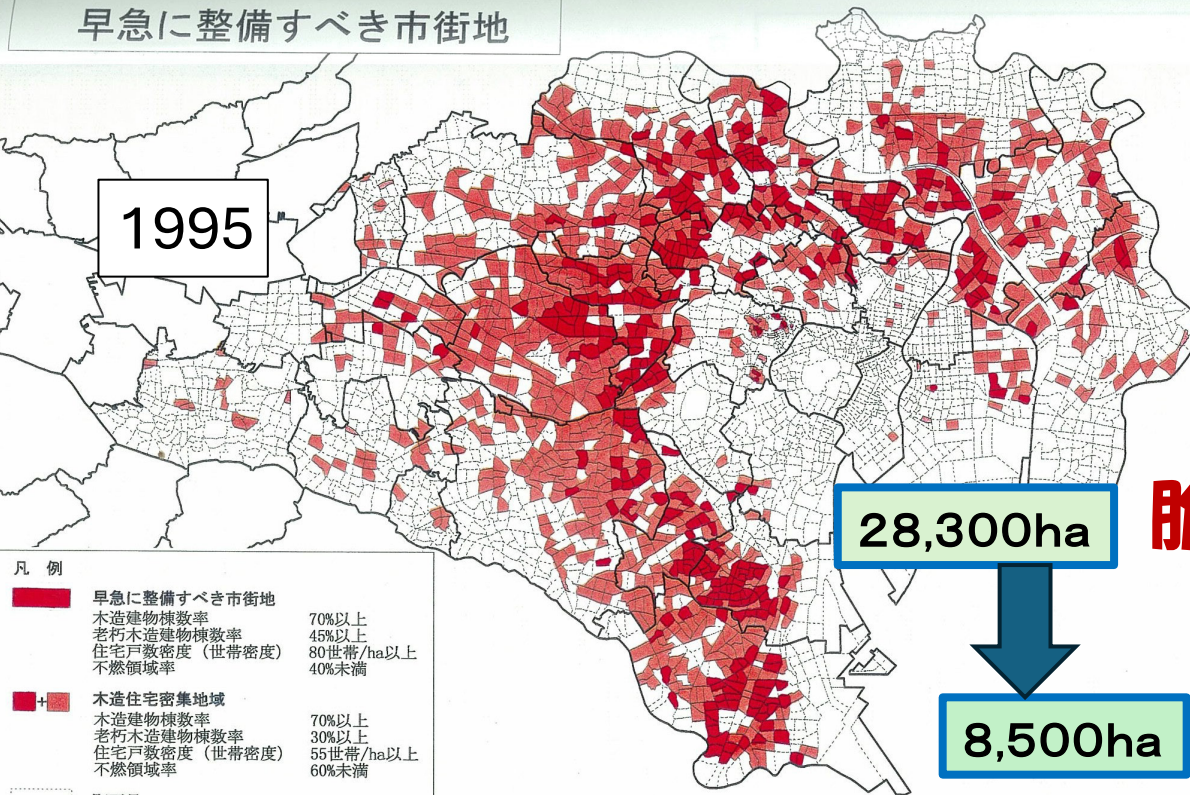 早急に整備すべき市街地
1995
28,300ha
8,500ha
凡 例
早急に整備すべき市街地
木造建物棟数率 70%以上
老朽木造建物棟数率 45%以上
住宅戸数密度（世帯密度） 80世帯/ha以上
不燃領域率 40%未満
+
木造住宅密集地域
木造建物棟数率 70%以上
老朽木造建物棟数率 30%以上
住宅戸数密度（世帯密度） 55世帯/ha以上
不燃領域率 60%未満